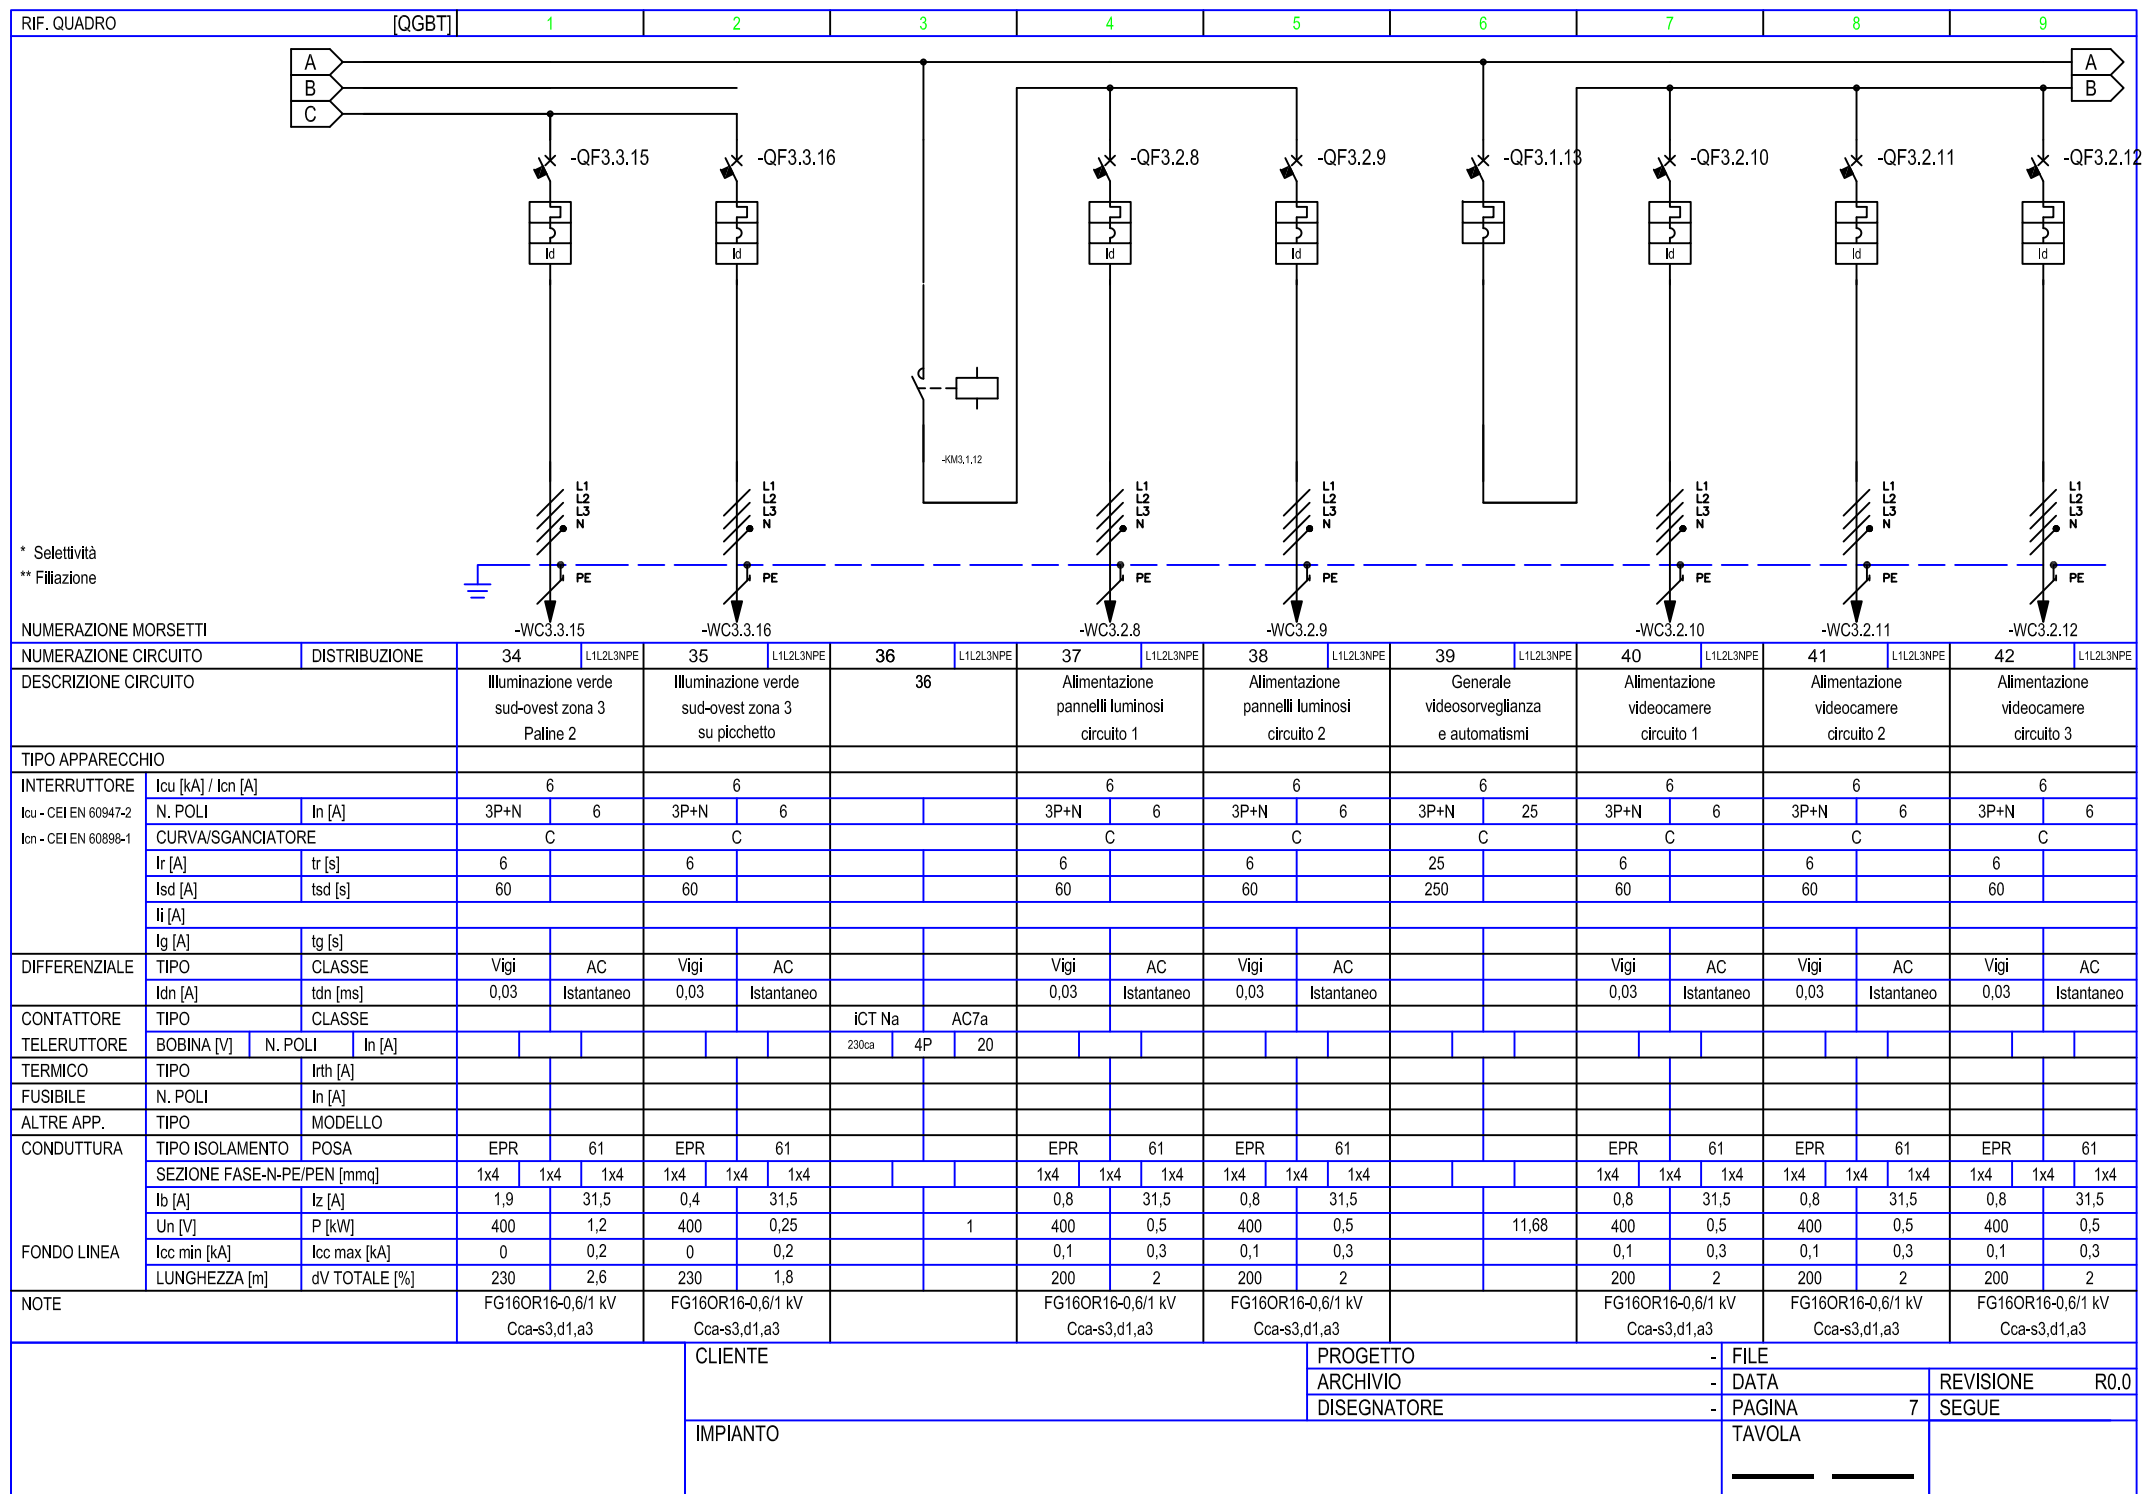 RIF. QUADRO [QGBT] 1 2 3 4 5 6 7 8 9
A A
B B
C
-QF3.3.15 -QF3.3.16 -QF3.2.8 -QF3.2.9 -QF3.1.13 -QF3.2.10 -QF3.2.11 -QF3.2.12
Id Id Id Id Id Id Id
-KM3.1.12
L1 L1 L1 L1 L1 L1 L1
L2 L2 L2 L2 L2 L2 L2
L3 L3 L3 L3 L3 L3 L3
N N N N N N N
* Selettività
** Filiazione
PE PE PE PE PE PE PE
NUMERAZIONE MORSETTI -WC3.3.15 -WC3.3.16 -WC3.2.8 -WC3.2.9 -WC3.2.10 -WC3.2.11 -WC3.2.12
NUMERAZIONE CIRCUITO DISTRIBUZIONE 34 L1L2L3NPE 35 L1L2L3NPE 36 L1L2L3NPE 37 L1L2L3NPE 38 L1L2L3NPE 39 L1L2L3NPE 40 L1L2L3NPE 41 L1L2L3NPE 42 L1L2L3NPE
DESCRIZIONE CIRCUITO Illuminazione verde Illuminazione verde 36 Alimentazione Alimentazione Generale Alimentazione Alimentazione Alimentazione
sud-ovest zona 3 sud-ovest zona 3 pannelli luminosi pannelli luminosi videosorveglianza videocamere videocamere videocamere
Paline 2 su picchetto circuito 1 circuito 2 e automatismi circuito 1 circuito 2 circuito 3
TIPO APPARECCHIO
INTERRUTTORE Icu [kA] / Icn [A] 6 6 6 6 6 6 6 6
Icu - CEI EN 60947-2 N. POLI In [A] 3P+N 6 3P+N 6 3P+N 6 3P+N 6 3P+N 25 3P+N 6 3P+N 6 3P+N 6
Icn - CEI EN 60898-1 CURVA/SGANCIATORE C C C C C C C C
Ir [A] tr [s] 6 6 6 6 25 6 6 6
Isd [A] tsd [s] 60 60 60 60 250 60 60 60
Ii [A]
Ig [A] tg [s]
DIFFERENZIALE TIPO CLASSE Vigi AC Vigi AC Vigi AC Vigi AC Vigi AC Vigi AC Vigi AC
Idn [A] tdn [ms] 0,03 Istantaneo 0,03 Istantaneo 0,03 Istantaneo 0,03 Istantaneo 0,03 Istantaneo 0,03 Istantaneo 0,03 Istantaneo
CONTATTORE TIPO CLASSE iCT Na AC7a
TELERUTTORE BOBINA [V] N. POLI In [A] 230ca 4P 20
TERMICO TIPO Irth [A]
FUSIBILE N. POLI In [A]
ALTRE APP. TIPO MODELLO
CONDUTTURA TIPO ISOLAMENTO POSA EPR 61 EPR 61 EPR 61 EPR 61 EPR 61 EPR 61 EPR 61
SEZIONE FASE-N-PE/PEN [mmq] 1x4 1x4 1x4 1x4 1x4 1x4 1x4 1x4 1x4 1x4 1x4 1x4 1x4 1x4 1x4 1x4 1x4 1x4 1x4 1x4 1x4
Ib [A] Iz [A] 1,9 31,5 0,4 31,5 0,8 31,5 0,8 31,5 0,8 31,5 0,8 31,5 0,8 31,5
Un [V] P [kW] 400 1,2 400 0,25 1 400 0,5 400 0,5 11,68 400 0,5 400 0,5 400 0,5
FONDO LINEA Icc min [kA] Icc max [kA] 0 0,2 0 0,2 0,1 0,3 0,1 0,3 0,1 0,3 0,1 0,3 0,1 0,3
LUNGHEZZA [m] dV TOTALE [%] 230 2,6 230 1,8 200 2 200 2 200 2 200 2 200 2
NOTE FG16OR16-0,6/1 kV FG16OR16-0,6/1 kV FG16OR16-0,6/1 kV FG16OR16-0,6/1 kV FG16OR16-0,6/1 kV FG16OR16-0,6/1 kV FG16OR16-0,6/1 kV
Cca-s3,d1,a3 Cca-s3,d1,a3 Cca-s3,d1,a3 Cca-s3,d1,a3 Cca-s3,d1,a3 Cca-s3,d1,a3 Cca-s3,d1,a3
CLIENTE PROGETTO - FILE
ARCHIVIO - DATA REVISIONE R0.0
DISEGNATORE - PAGINA 7 SEGUE
IMPIANTO TAVOLA